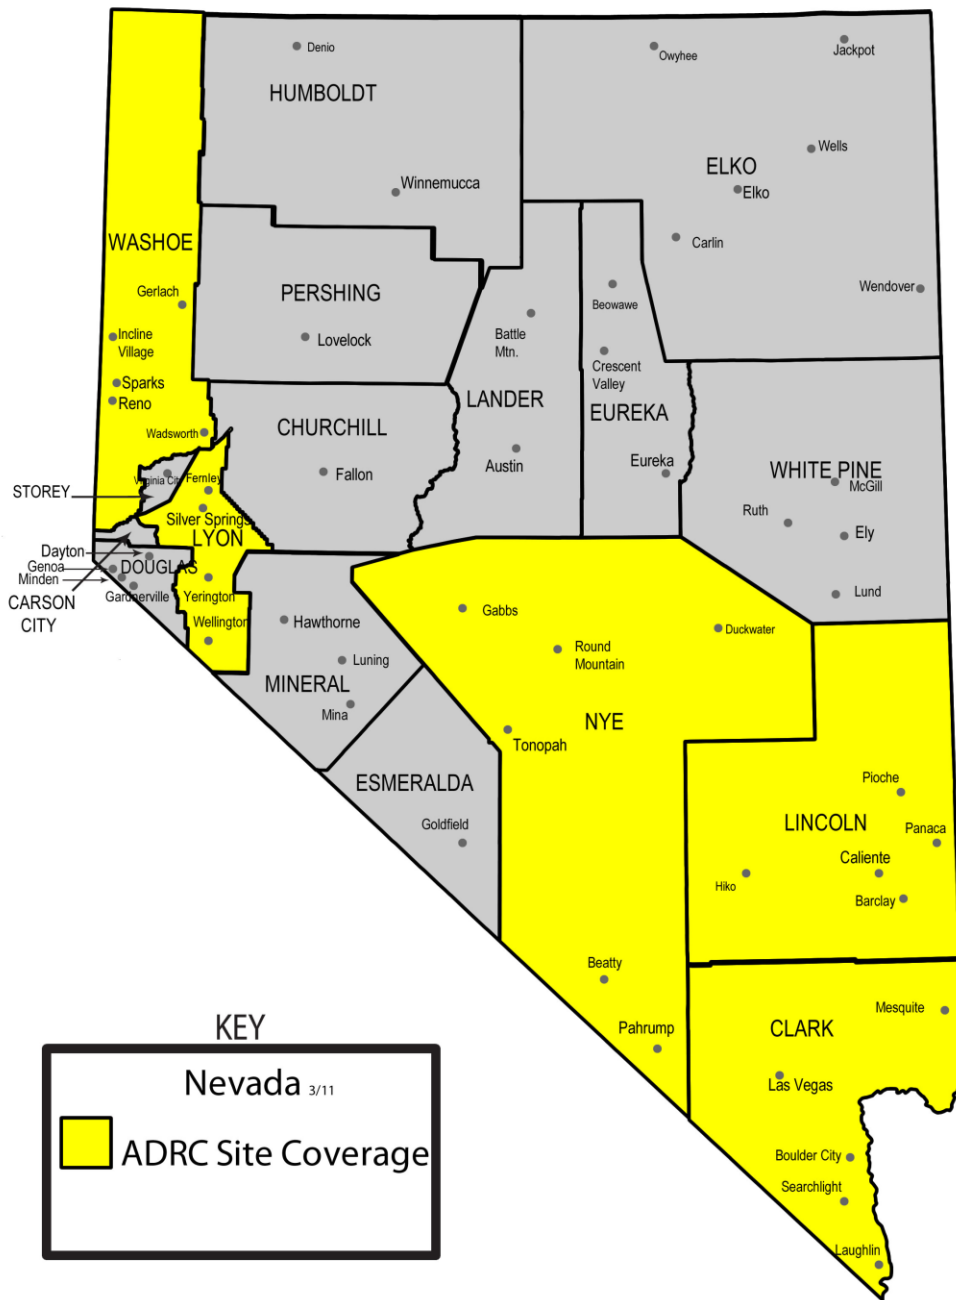 Denio
Owyhee
Jackpot
HUMBOLDT
Wells
ELKO
Winnemucca
Elko
WASHOE
Carlin
PERSHING
Beowawe
Wendover
Gerlach
Incline
Village
Lovelock
Battle
Mtn.
Crescent
Valley
Sparks
Reno
LANDER
EUREKA
CHURCHILL
Wadsworth
Austin
Eureka
WHITE PINE
Fallon
Virginia City
Fernley
McGill
STOREY
Silver Springs
Ruth
LYON
Ely
Dayton
Genoa
DOUGLAS
Minden
Gardnerville
Yerington
Lund
CARSON
CITY
Wellington
Hawthorne
Gabbs
Duckwater
Round
Mountain
Luning
MINERAL
Mina
NYE
Tonopah
ESMERALDA
Pioche
Goldfield
LINCOLN
Panaca
Caliente
Hiko
Barclay
Beatty
Mesquite
KEY
Pahrump
CLARK
Nevada 3/11
Las Vegas
ADRC Site Coverage
Boulder City
Searchlight
Laughlin